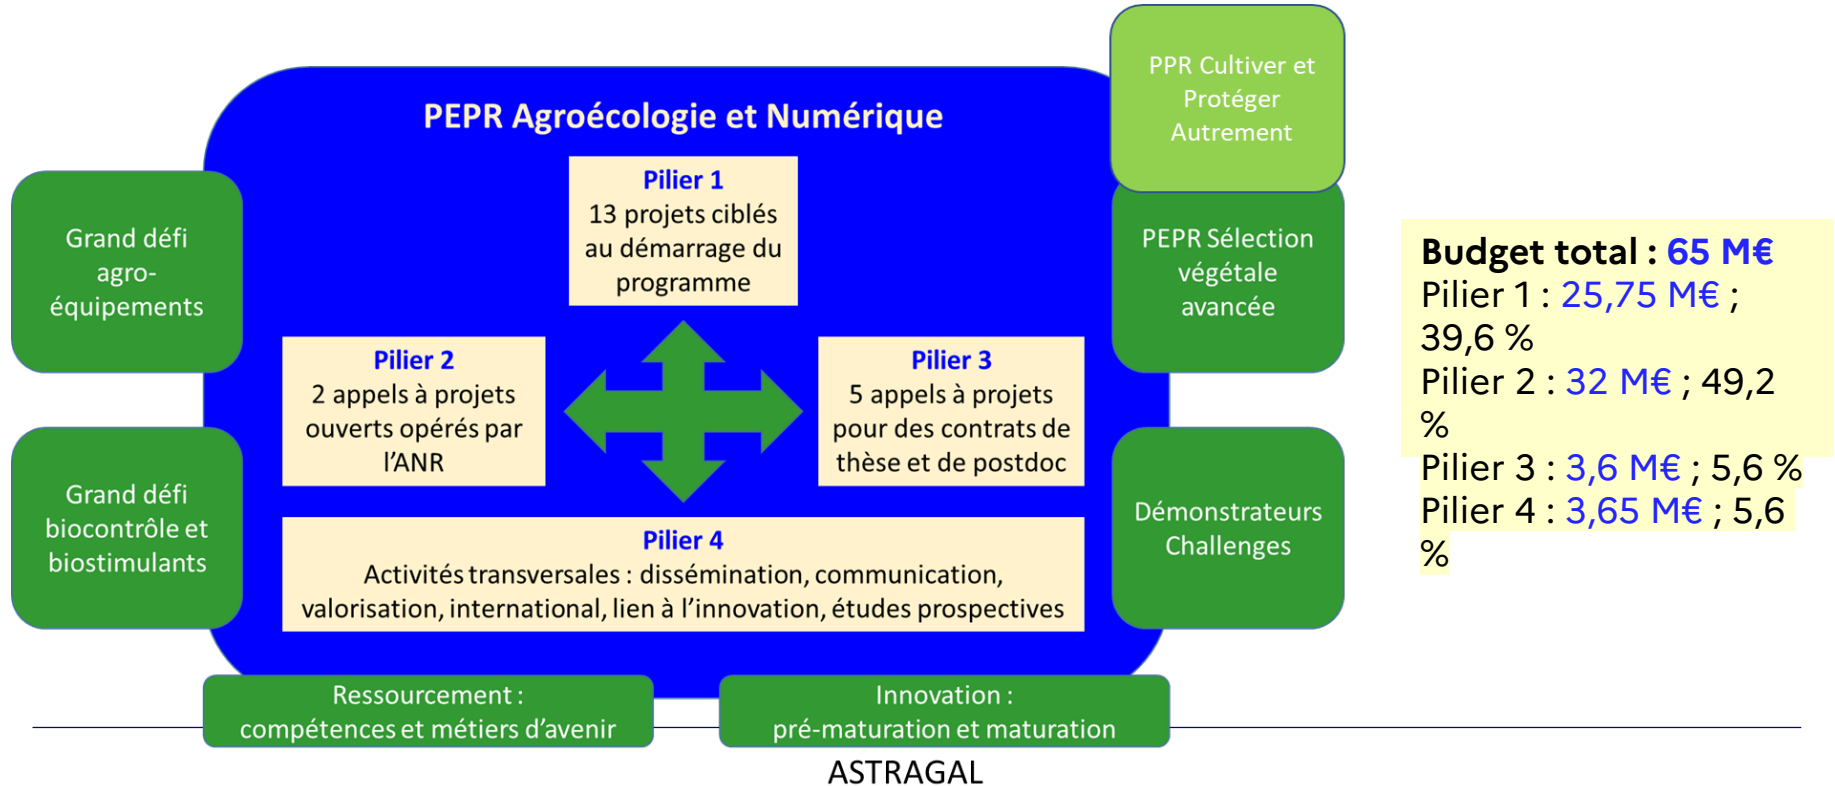 PEPR Agroécologie et Numérique
Pilier 1
13 projets ciblés
au démarrage du
programme
Pilier 2
2 appels à projets
ouverts opérés par
l’ANR
Pilier 3
5 appels à projets
pour des contrats de
thèse et de postdoc
Pilier 4
Activités transversales : dissémination, communication,
valorisation, international, lien à l’innovation, études prospectives
Grand défi
agro-
équipements
Grand défi
biocontrôle et
biostimulants
PPR Cultiver et
Protéger
Autrement
PEPR Sélection
végétale
avancée
Démonstrateurs
Challenges
Ressourcement :
compétences et métiers d’avenir
Innovation :
pré-maturation et maturation
Budget total : 65 M€
Pilier 1 : 25,75 M€ ;
39,6 %
Pilier 2 : 32 M€ ; 49,2
%
Pilier 3 : 3,6 M€ ; 5,6 %
Pilier 4 : 3,65 M€ ; 5,6
%
ASTRAGAL